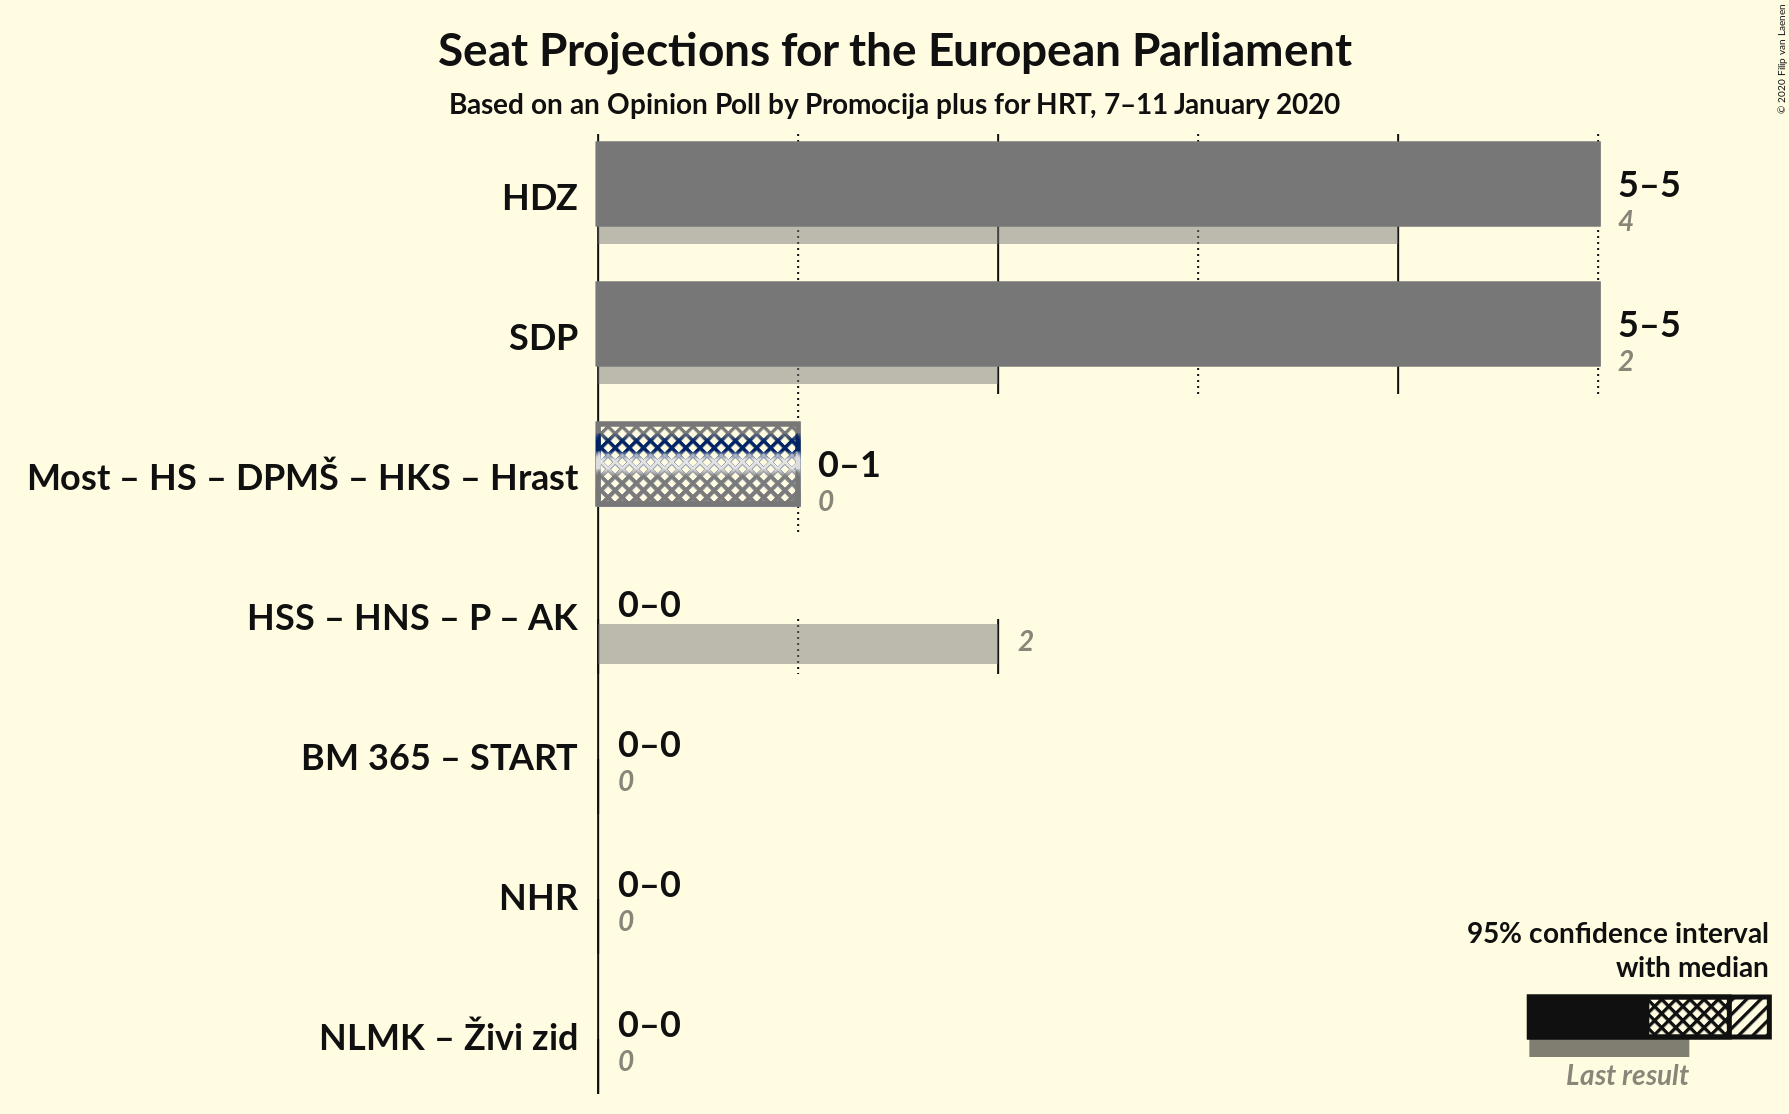 Seat Projections for the European Parliament
Based on an Opinion Poll by Promocija plus for HRT, 7–11 January 2020
© 2020 Filip van Laenen
HDZ
5–5
4
SDP
5–5
2
Most – HS – DPMŠ – HKS – Hrast
0–1
0
HSS – HNS – P – AK
0–0
2
BM 365 – START
0–0
0
NHR
0–0
0
NLMK – Živi zid
0–0
0
95% confidence interval
with median
Last result